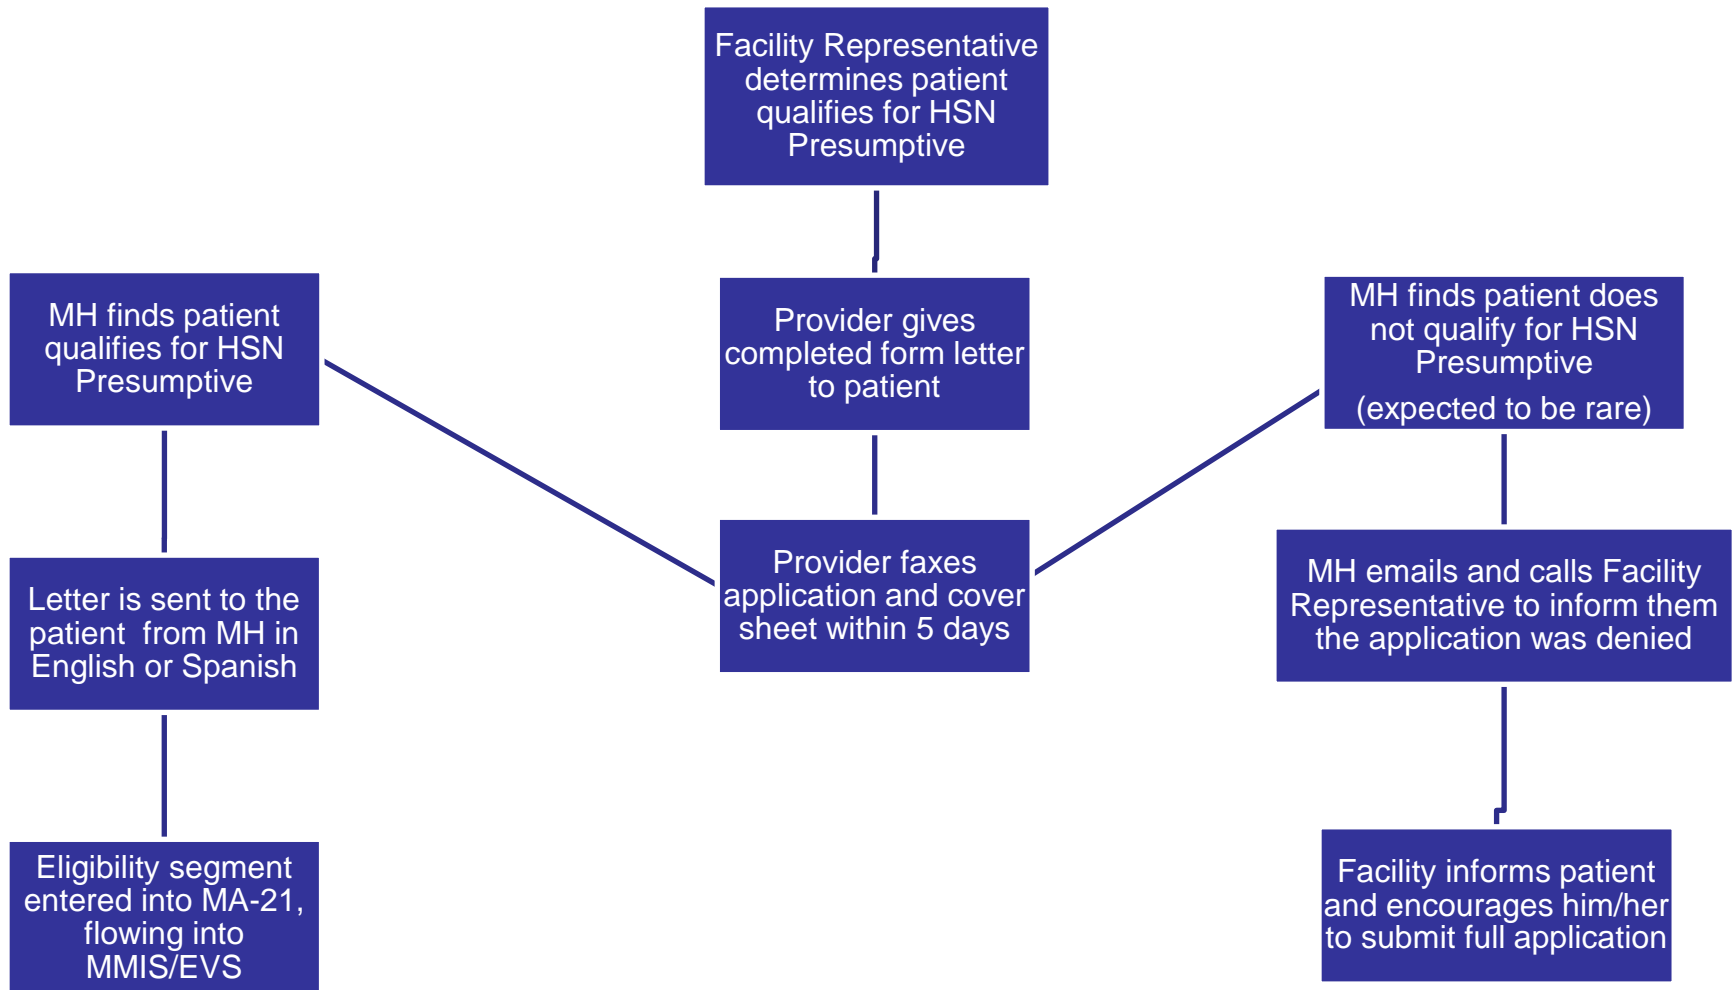 Facility Representative
determines patient
qualifies for HSN
Presumptive
Provider gives
completed form letter
to patient
Provider faxes
application and cover
sheet within 5 days
MH finds patient
qualifies for HSN
Presumptive
Letter is sent to the
patient from MH in
English or Spanish
Eligibility segment
entered into MA-21,
flowing into
MMIS/EVS
MH finds patient does
not qualify for HSN
Presumptive
(expected to be rare)
MH emails and calls Facility
Representative to inform them
the application was denied
Facility informs patient
and encourages him/her
to submit full application